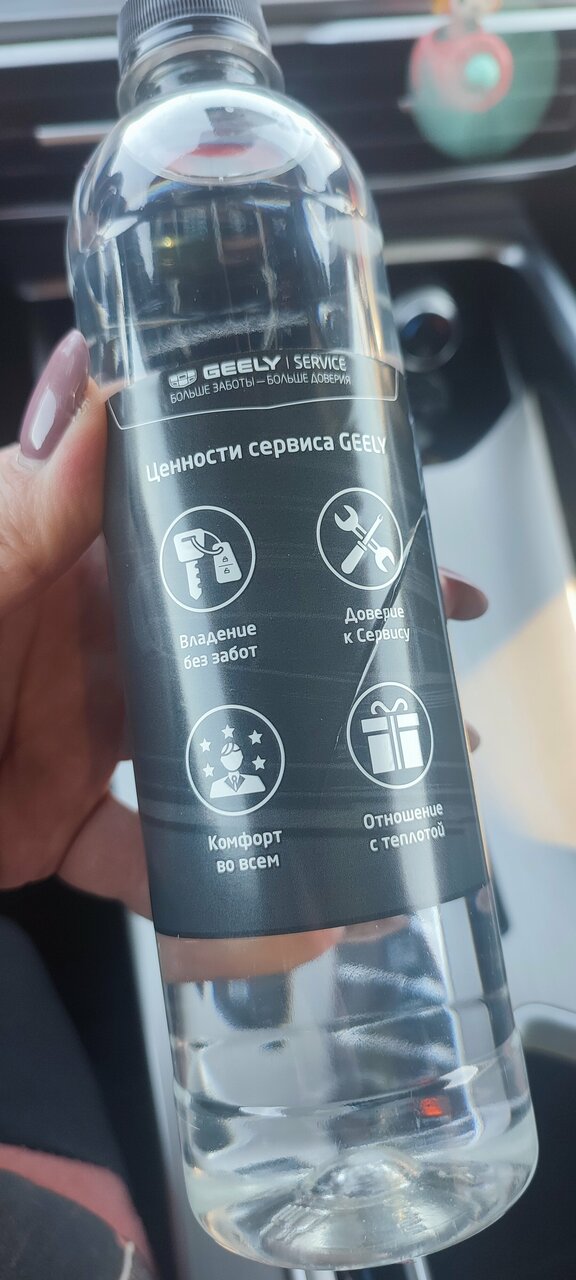 GEELY | SERVICE
БОЛЬШЕ ЗАБОТЫ — БОЛЬШЕ ДОВЕРИЯ
Ценности сервиса GEELY
Владение
без забот
Доверие
к Сервису
Комфорт
во всем
Отношение
с теплотой